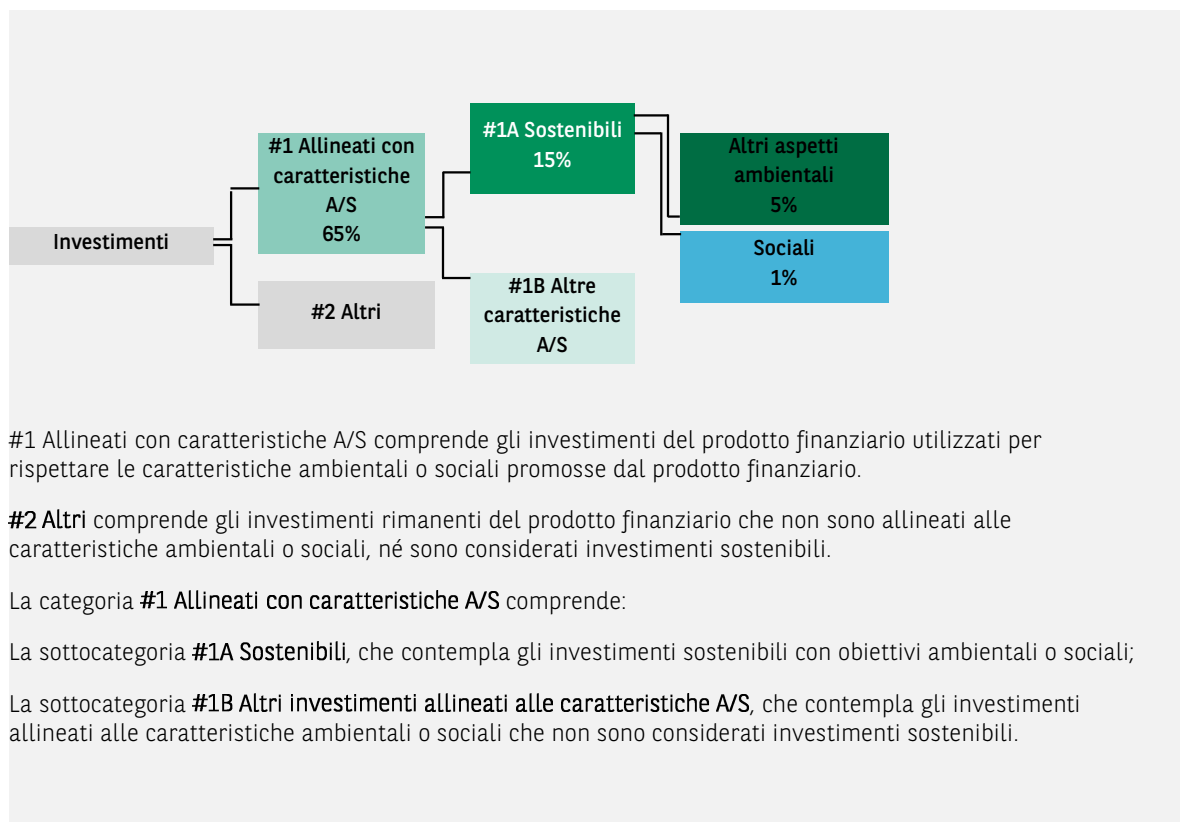 #1A Sostenibili
15%
#1 Allineati con
caratteristiche
A/S
65%
Altri aspetti
ambientali
5%
Investimenti
Sociali
1%
#2 Altri
#1B Altre
caratteristiche
A/S
#1 Allineati con caratteristiche A/S comprende gli investimenti del prodotto finanziario utilizzati per
rispettare le caratteristiche ambientali o sociali promosse dal prodotto finanziario.
#2 Altri comprende gli investimenti rimanenti del prodotto finanziario che non sono allineati alle
caratteristiche ambientali o sociali, né sono considerati investimenti sostenibili.
La categoria #1 Allineati con caratteristiche A/S comprende:
La sottocategoria #1A Sostenibili, che contempla gli investimenti sostenibili con obiettivi ambientali o sociali;
La sottocategoria #1B Altri investimenti allineati alle caratteristiche A/S, che contempla gli investimenti
allineati alle caratteristiche ambientali o sociali che non sono considerati investimenti sostenibili.